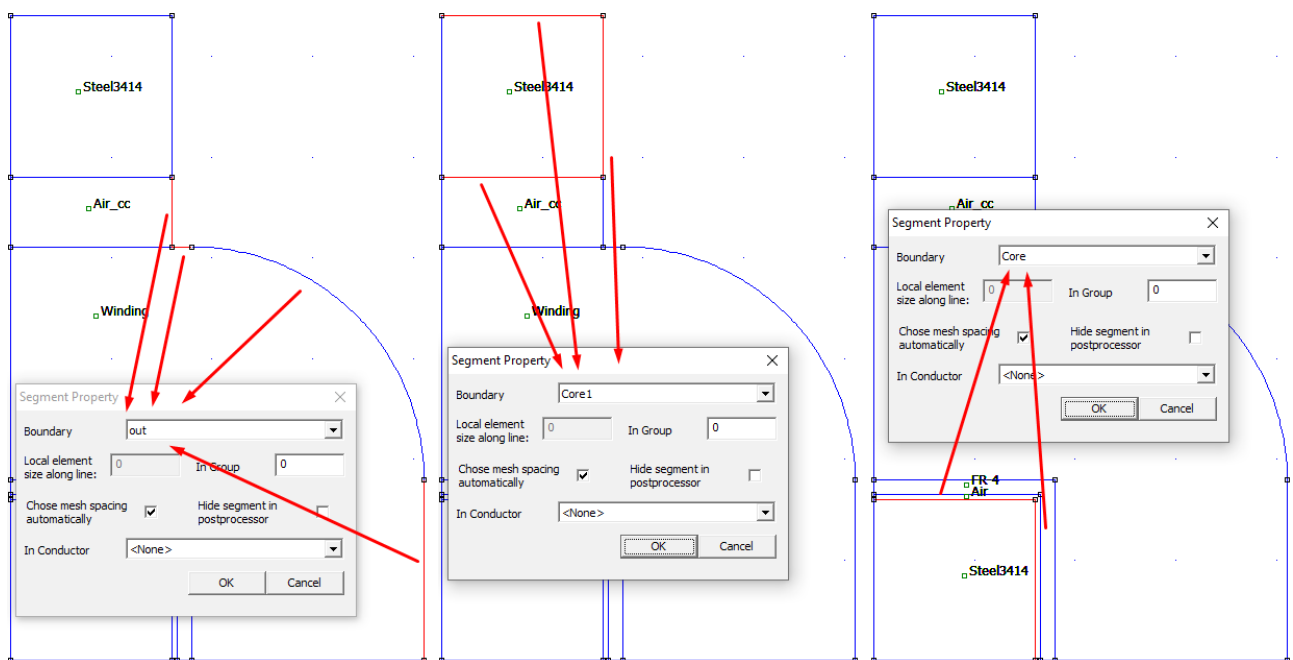 Steel3414
Air_cc
Winding
Segment Property
Boundary
out
Local element
size along line:
0
In Group
0
Chose mesh spacing
automatically
Hide segment in
postprocessor
In Conductor
<None>
OK
Cancel
Steel3414
Air_cc
Winding
Segment Property
Boundary
Core1
Local element
size along line:
0
In Group
0
Chose mesh spacing
automatically
Hide segment in
postprocessor
In Conductor
<None>
OK
Cancel
Steel3414
Air_cc
Segment Property
Boundary
Core
Local element
size along line:
0
In Group
0
Chose mesh spacing
automatically
Hide segment in
postprocessor
In Conductor
<None>
OK
Cancel
FR-4
Air
Steel3414